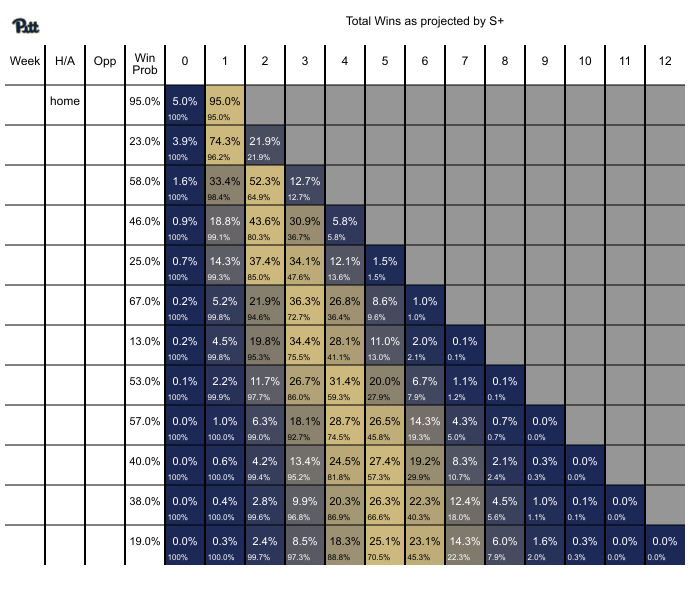 Pitt
Total Wins as projected by S+
Week H/A Opp Win Prob 0 1 2 3 4 5 6 7 8 9 10 11 12
home 95.0% 5.0% 95.0%
100% 95.0%
23.0% 3.9% 74.3% 21.9%
100% 96.2% 21.9%
58.0% 1.6% 33.4% 52.3% 12.7%
100% 98.4% 64.9% 12.7%
46.0% 0.9% 18.8% 43.6% 30.9% 5.8%
100% 99.1% 80.3% 36.7% 5.8%
25.0% 0.7% 14.3% 37.4% 34.1% 12.1% 1.5%
100% 99.3% 85.0% 47.6% 13.6% 1.5%
67.0% 0.2% 5.2% 21.9% 36.3% 26.8% 8.6% 1.0%
100% 99.8% 94.6% 72.7% 36.4% 9.6% 1.0%
13.0% 0.2% 4.5% 19.8% 34.4% 28.1% 11.0% 2.0% 0.1%
100% 99.8% 95.3% 75.5% 41.1% 13.0% 2.1% 0.1%
53.0% 0.1% 2.2% 11.7% 26.7% 31.4% 20.0% 6.7% 1.1% 0.1%
100% 99.9% 97.7% 86.0% 59.3% 27.9% 7.9% 1.2% 0.1%
57.0% 0.0% 1.0% 6.3% 18.1% 28.7% 26.5% 14.3% 4.3% 0.7% 0.0%
100% 100.0% 99.0% 92.7% 74.5% 45.8% 19.3% 5.0% 0.7% 0.0%
40.0% 0.0% 0.6% 4.2% 13.4% 24.5% 27.4% 19.2% 8.3% 2.1% 0.3% 0.0%
100% 100.0% 99.4% 95.2% 81.8% 57.3% 29.9% 10.7% 2.4% 0.3% 0.0%
38.0% 0.0% 0.4% 2.8% 9.9% 20.3% 26.3% 22.3% 12.4% 4.5% 1.0% 0.1% 0.0%
100% 100.0% 99.6% 96.8% 86.9% 66.6% 40.3% 18.0% 5.6% 1.1% 0.1% 0.0%
19.0% 0.0% 0.3% 2.4% 8.5% 18.3% 25.1% 23.1% 14.3% 6.0% 1.6% 0.3% 0.0% 0.0%
100% 100.0% 99.7% 97.3% 88.8% 70.5% 45.3% 22.3% 7.9% 2.0% 0.3% 0.0% 0.0%